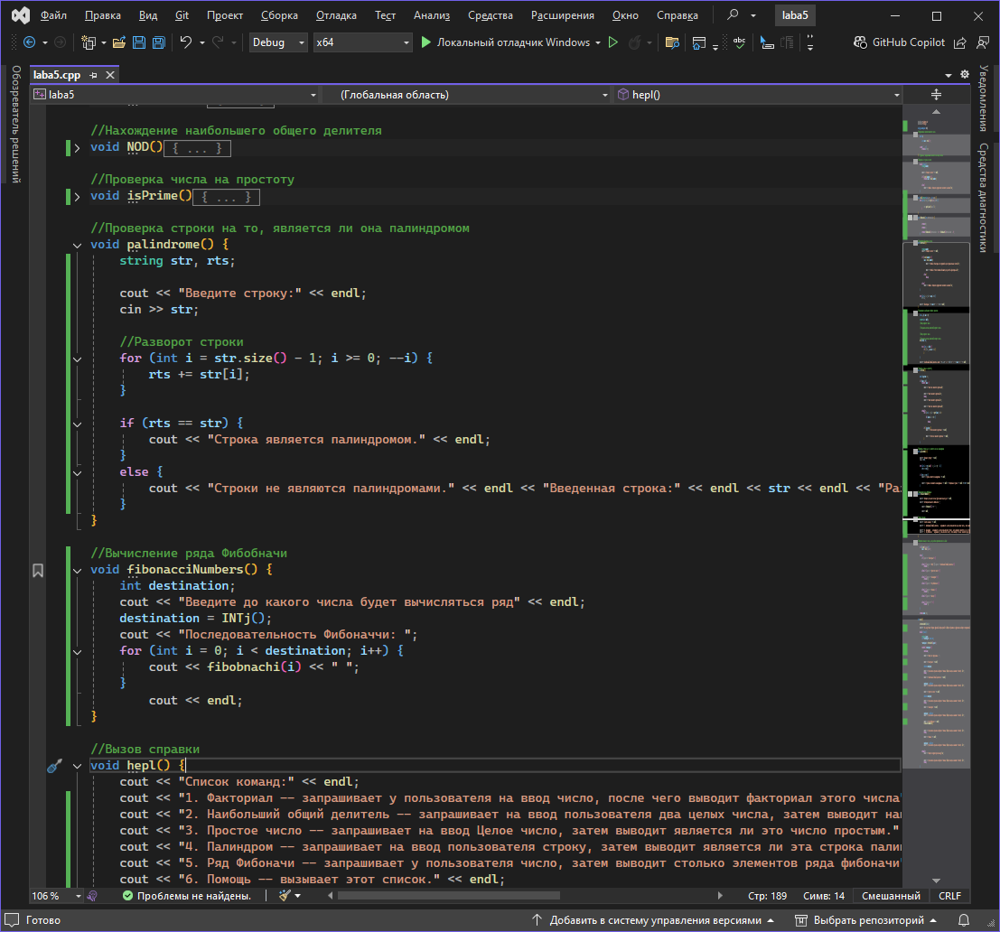 Файл Правка Вид Git Проект Сборка Отладка Тест Анализ Средства Расширения Окно Справка laba5
Debug x64 Локальный отладчик Windows abc GitHub Copilot
Обозреватель решений
Уведомления
Средства диагностики
laba5.cpp
laba5 (Глобальная область) hepl()
//Нахождение наибольшего общего делителя
void NOD(){ ... }
//Проверка числа на простоту
void isPrime(){ ... }
//Проверка строки на то, является ли она палиндромом
void palindrome() {
string str, rts;
cout << "Введите строку:" << endl;
cin >> str;
//Разворот строки
for (int i = str.size() - 1; i >= 0; --i) {
rts += str[i];
}
if (rts == str) {
cout << "Строка является палиндромом." << endl;
}
else {
cout << "Строки не являются палиндромами." << endl << "Введенная строка:" << endl << str << endl << "Ра
}
}
//Вычисление ряда Фибобначи
void fibonacciNumbers() {
int destination;
cout << "Введите до какого числа будет вычисляться ряд" << endl;
destination = INTj();
cout << "Последовательность Фибоначчи: ";
for (int i = 0; i < destination; i++) {
cout << fibobnachi(i) << " ";
}
cout << endl;
}
//Вызов справки
void hepl() {
cout << "Список команд:" << endl;
cout << "1. Факториал -- запрашивает у пользователя на ввод число, после чего выводит факториал этого числа"
cout << "2. Наибольший общий делитель -- запрашивает на ввод пользователя два целых числа, затем выводит на
cout << "3. Простое число -- запрашивает на ввод Целое число, затем выводит является ли это число простым."
cout << "4. Палиндром -- запрашивает на ввод пользователя строку, затем выводит является ли эта строка пали
cout << "5. Ряд Фибоначи -- запрашивает у пользователя число, затем выводит столько элементов ряда фибоначи"
cout << "6. Помощь -- вызывает этот список." << endl;
106 % Проблемы не найдены. Стр: 189 Симв: 14 Смешанный CRLF
Готово Добавить в систему управления версиями Выбрать репозиторий